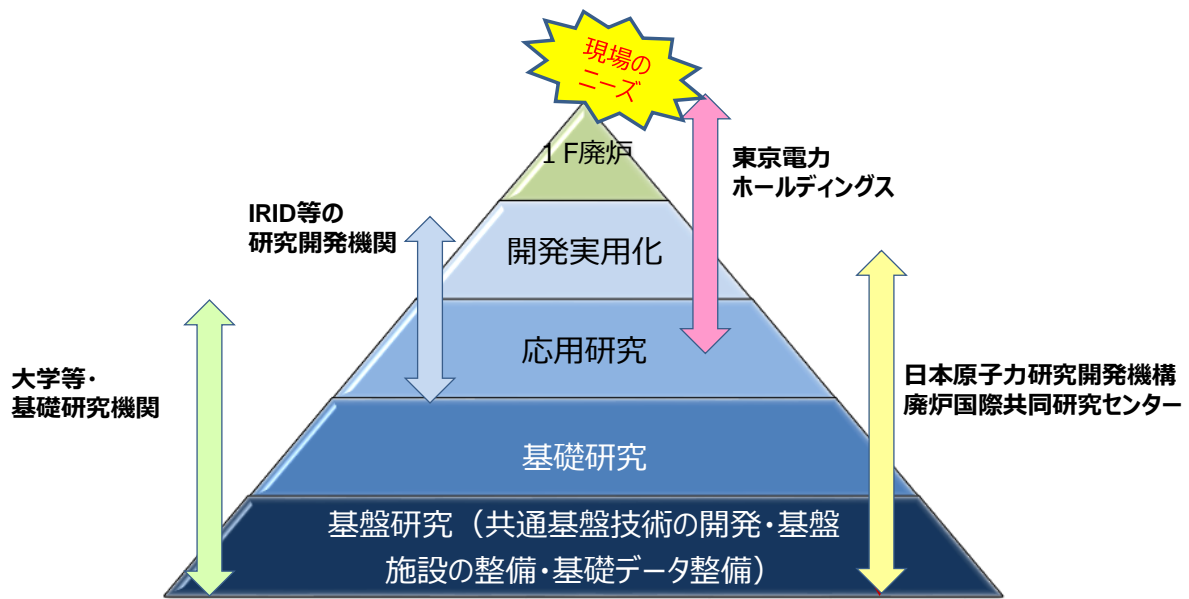 現場の
ニーズ
1F廃炉
東京電力
ホールディングス
IRID等の
研究開発機関
開発実用化
応用研究
大学等・
基礎研究機関
日本原子力研究開発機構
廃炉国際共同研究センター
基礎研究
基盤研究（共通基盤技術の開発・基盤
施設の整備・基礎データ整備）